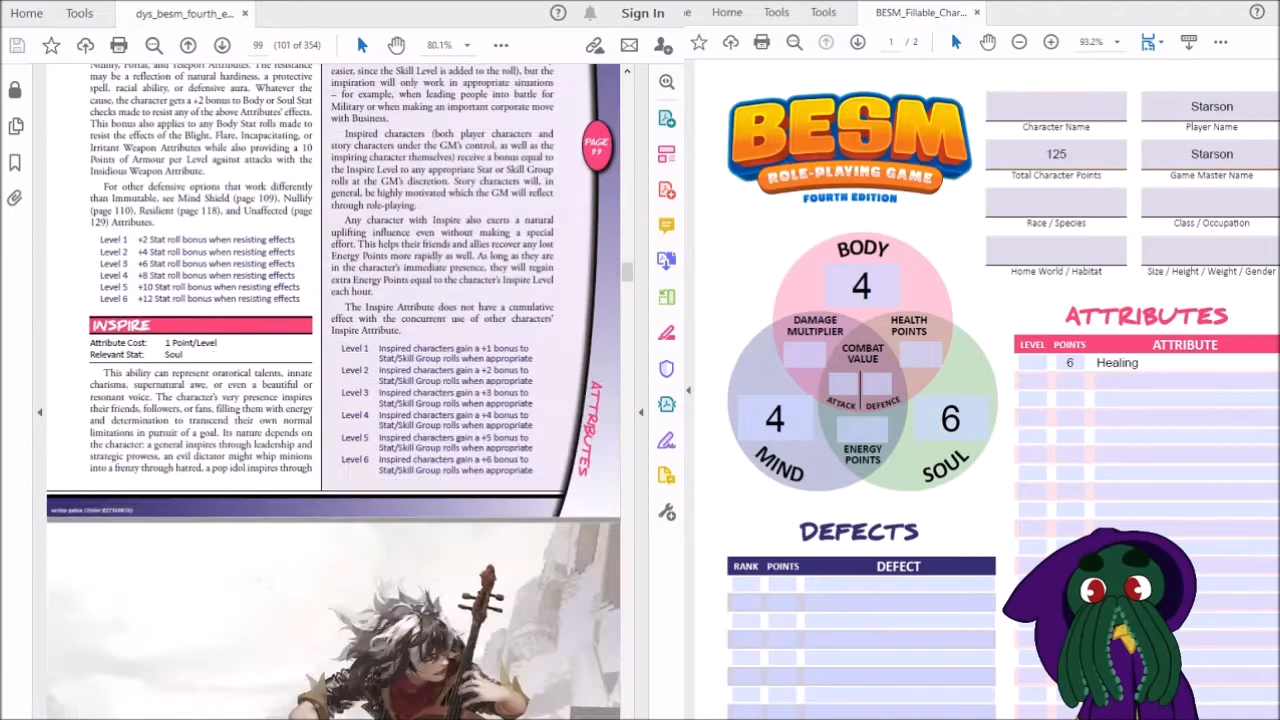 Home
Tools
dys_besm_fourth_e...
Sign In
99 (101 of 354)
80.1%
Nullify, Portal, and Teleport Attributes. The resistance
may be a reflection of natural hardiness, a protective
spell, racial ability, or defensive aura. Whatever the
cause, the character gets a +2 bonus to Body or Soul Stat
checks made to resist any of the above Attributes' effects.
This bonus also applies to any Body Stat rolls made to
resist the effects of the Blight, Flare, Incapacitating, or
Irritant Weapon Attributes while also providing a 10
Points of Armour per Level against attacks with the
Insidious Weapon Attribute.
For other defensive options that work differently
than Immutable, see Mind Shield (page 109), Nullify
(page 110), Resilient (page 118), and Unaffected (page
129) Attributes.
Level 1 +2 Stat roll bonus when resisting effects
Level 2 +4 Stat roll bonus when resisting effects
Level 3 +6 Stat roll bonus when resisting effects
Level 4 +8 Stat roll bonus when resisting effects
Level 5 +10 Stat roll bonus when resisting effects
Level 6 +12 Stat roll bonus when resisting effects
INSPIRE
Attribute Cost: 1 Point/Level
Relevant Stat: Soul
This ability can represent oratorical talents, innate
charisma, supernatural awe, or even a beautiful or
resonant voice. The character's very presence inspires
their friends, followers, or fans, filling them with energy
and determination to transcend their own normal
limitations in pursuit of a goal. Its nature depends on
the character: a general inspires through leadership and
strategic prowess, an evil dictator might whip minions
into a frenzy through hatred, a pop idol inspires through
easier, since the Skill Level is added to the roll), but the
inspiration will only work in appropriate situations
– for example, when leading people into battle for
Military or when making an important corporate move
with Business.
Inspired characters (both player characters and
story characters under the GM's control, as well as the
inspiring character themselves) receive a bonus equal to
the Inspire Level to any appropriate Stat or Skill Group
rolls at the GM's discretion. Story characters will, in
general, be highly motivated which the GM will reflect
through role-playing.
Any character with Inspire also exerts a natural
uplifting influence even without making a special
effort. This helps their friends and allies recover any lost
Energy Points more rapidly as well. As long as they are
in the character's immediate presence, they will regain
extra Energy Points equal to the character's Inspire Level
each hour.
The Inspire Attribute does not have a cumulative
effect with the concurrent use of other characters'
Inspire Attribute.
Level 1 Inspired characters gain a +1 bonus to
Stat/Skill Group rolls when appropriate
Level 2 Inspired characters gain a +2 bonus to
Stat/Skill Group rolls when appropriate
Level 3 Inspired characters gain a +3 bonus to
Stat/Skill Group rolls when appropriate
Level 4 Inspired characters gain a +4 bonus to
Stat/Skill Group rolls when appropriate
Level 5 Inspired characters gain a +5 bonus to
Stat/Skill Group rolls when appropriate
Level 6 Inspired characters gain a +6 bonus to
Stat/Skill Group rolls when appropriate
PAGE
99
ATTRIBUTES
Home
Tools
Tools
BESM_Fillable_Char...
1 / 2
93.2%
BESM
ROLE-PLAYING GAME
FOURTH EDITION
Character Name
Starson
Player Name
125
Total Character Points
Starson
Game Master Name
Race / Species
Class / Occupation
Home World / Habitat
Size / Height / Weight / Gender
BODY
4
DAMAGE
MULTIPLIER
HEALTH
POINTS
COMBAT
VALUE
ATTACK
DEFENCE
4
MIND
6
SOUL
ENERGY
POINTS
ATTRIBUTES
LEVEL POINTS ATTRIBUTE
6 Healing
DEFECTS
RANK POINTS DEFECT